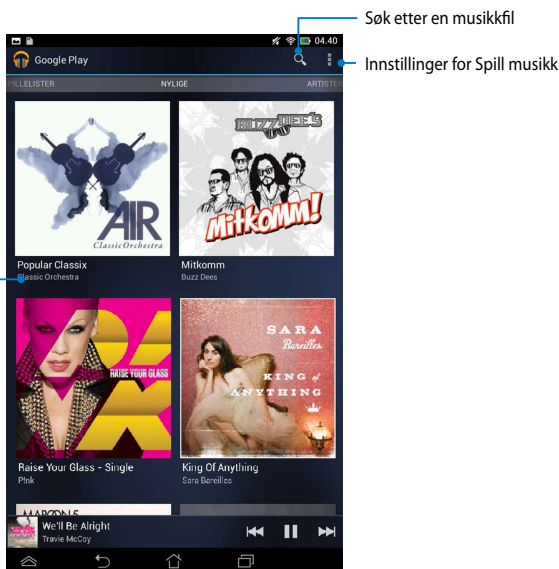 Søk etter en musikkfil
Innstillinger for Spill musikk
04.40
Google Play
PILLELISTER NYLIGE ARTISTER
AIR
ClassicOrchestra
BUZZ DEE'S
Mitkomm!
Popular Classix
Classic Orchestra
Mitkomm
Buzz Dees
RAISE YOUR GLASS
SARA
Bareilles
KING of
ANYTHING
Raise Your Glass - Single
P!nk
King Of Anything
Sara Bareilles
MAROON 5
We'll Be Alright
Travie McCoy